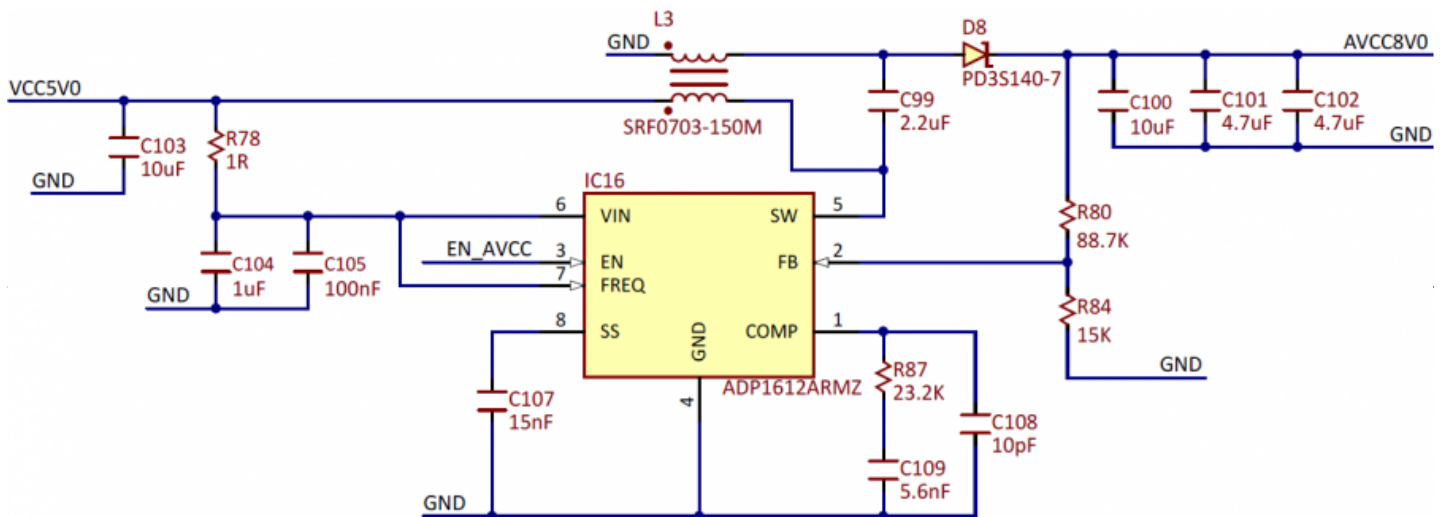 L3
D8
GND
AVCC8V0
PD3S140-7
VCC5V0
C99
2.2uF
C100
10uF
C101
4.7uF
C102
4.7uF
SRF0703-150M
C103
10uF
R78
1R
GND
GND
IC16
6
VIN
SW
5
R80
88.7K
EN_AVCC
3
EN
FB
2
C104
1uF
C105
100nF
7
FREQ
GND
R84
15K
8
SS
GND
COMP
1
GND
R87
23.2K
ADP1612ARMZ
4
C107
15nF
C108
10pF
C109
5.6nF
GND